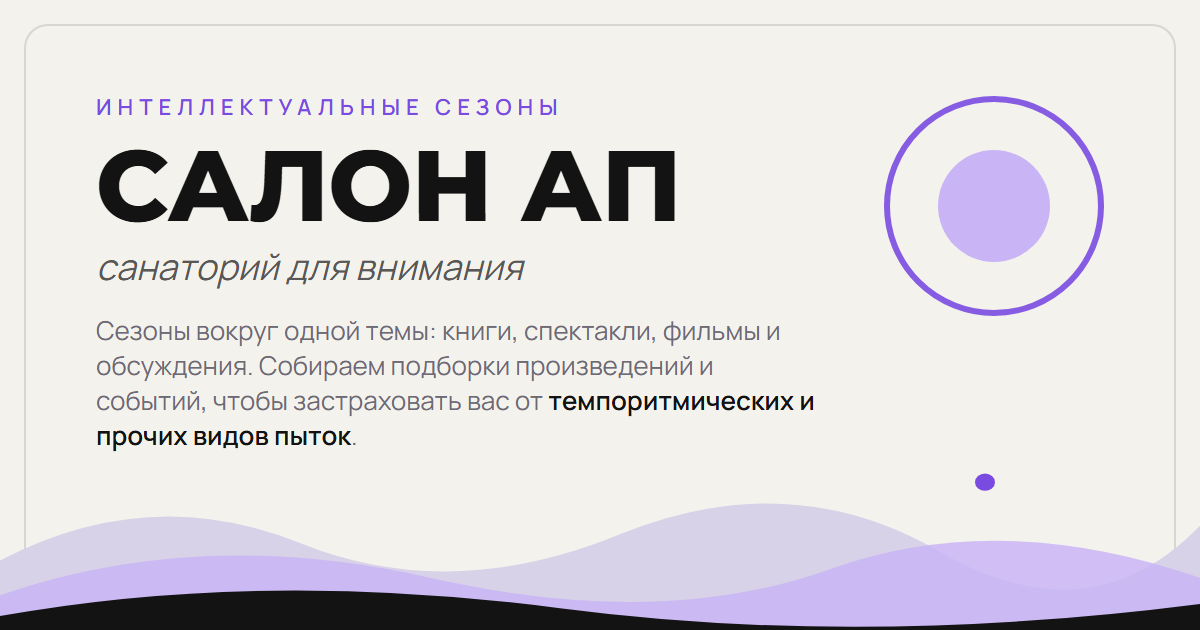 ИНТЕЛЛЕКТУАЛЬНЫЕ СЕЗОНЫ
САЛОН АП
санаторий для внимания
Сезоны вокруг одной темы: книги, спектакли, фильмы и
обсуждения. Собираем подборки произведений и
событий, чтобы застраховать вас от темпоритмических и
прочих видов пыток.